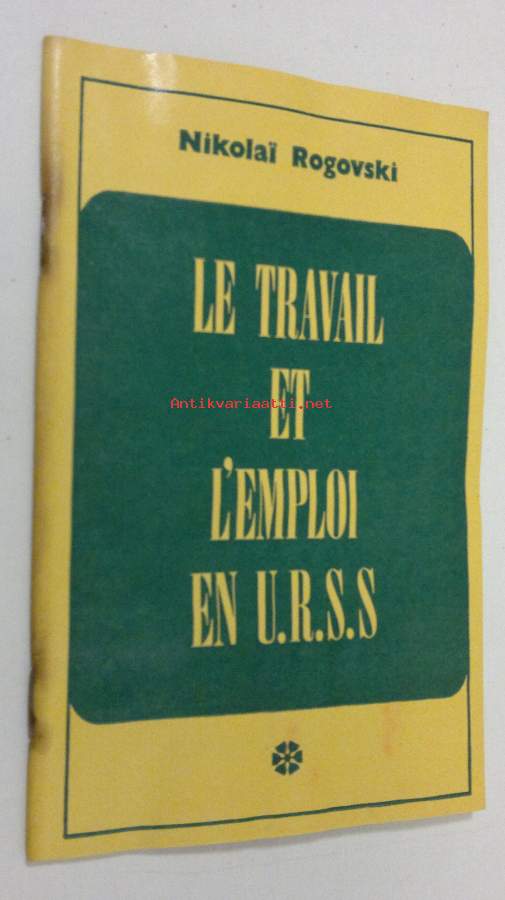 Nikolaï Rogovski
LE TRAVAIL
ET
Antikvariaatti.net
L'EMPLOI
EN U.R.S.S